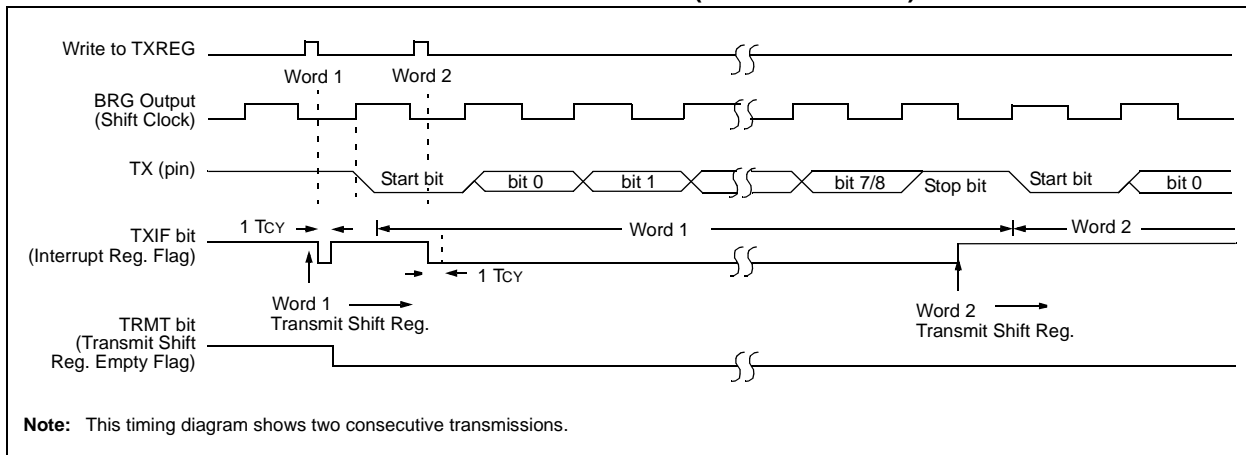 Write to TXREG
Word 1
Word 2
BRG Output
(Shift Clock)
TX (pin)
Start bit
bit 0
bit 1
bit 7/8
Stop bit
Start bit
bit 0
1 TCY
Word 1
Word 2
TXIF bit
(Interrupt Reg. Flag)
1 TCY
Word 1
Transmit Shift Reg.
Word 2
Transmit Shift Reg.
TRMT bit
(Transmit Shift
Reg. Empty Flag)
Note: This timing diagram shows two consecutive transmissions.